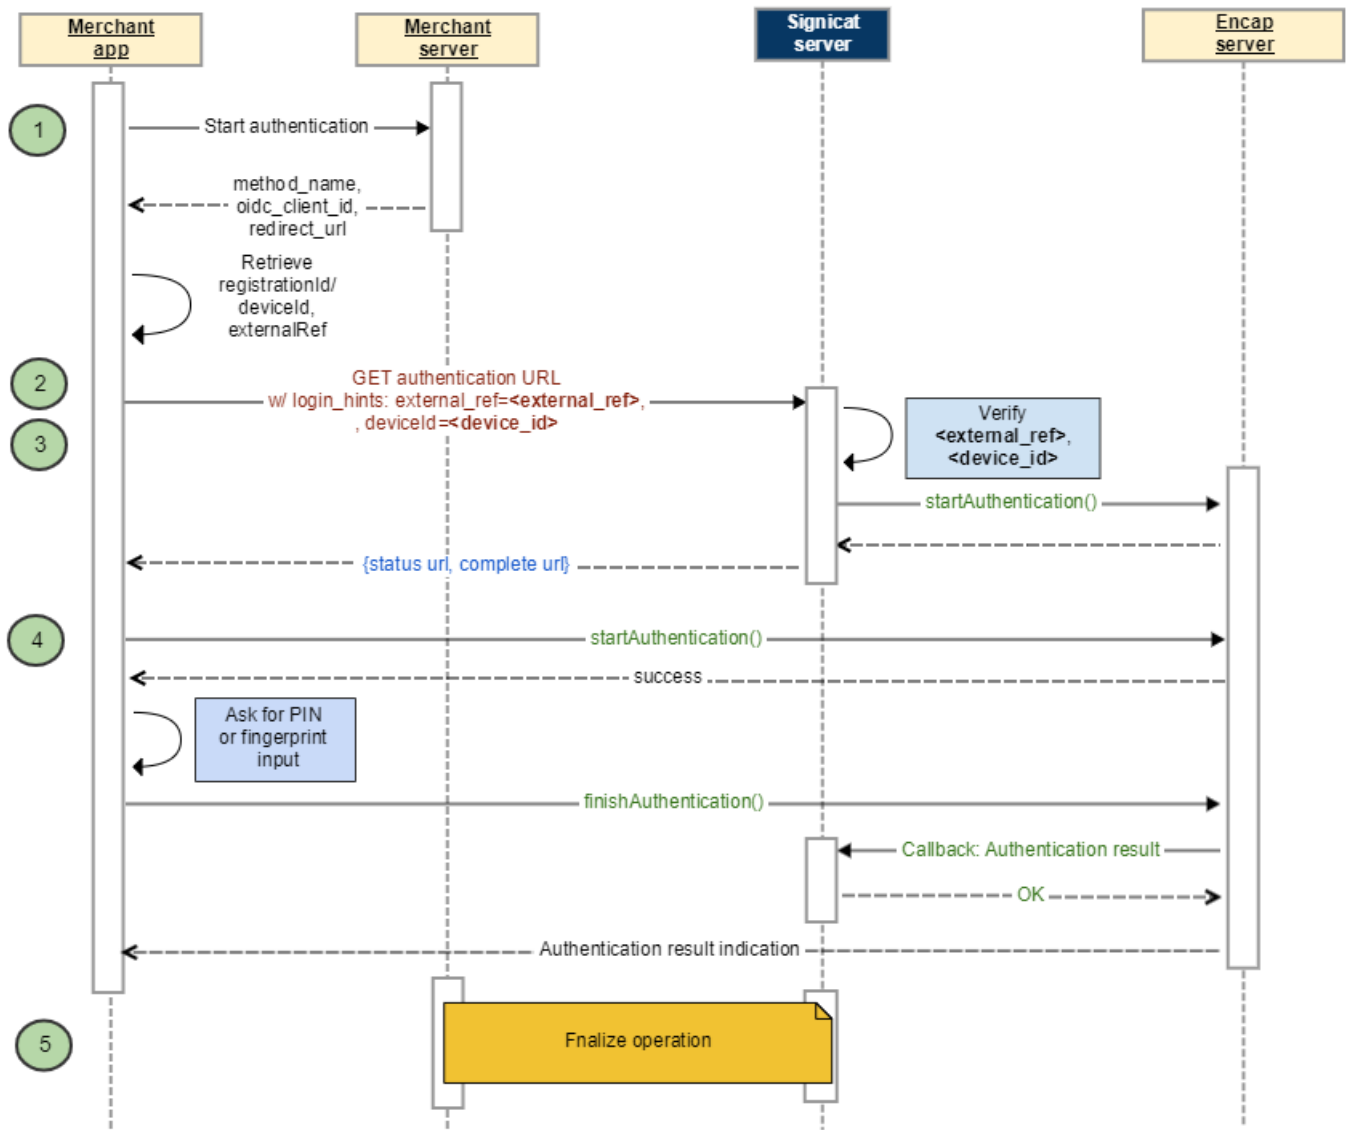 Merchant
app
Merchant
server
Signicat
server
Encap
server
1
Start authentication
method_name,
oidc_client_id,
redirect_url
Retrieve
registrationId/
deviceId,
externalRef
2
GET authentication URL
w/ login_hints: external_ref=<external_ref>,
, deviceId=<device_id>
3
Verify
<external_ref>,
<device_id>
startAuthentication()
{status url, complete url}
4
startAuthentication()
success
Ask for PIN
or fingerprint
input
finishAuthentication()
Callback: Authentication result
OK
Authentication result indication
5
Fnalize operation